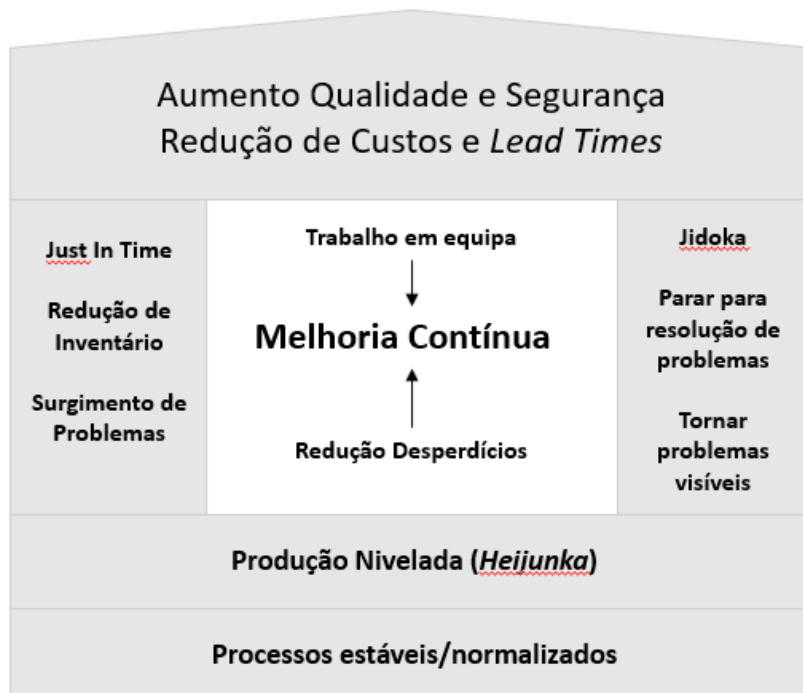 Aumento Qualidade e Segurança
Redução de Custos e Lead Times
Just In Time
Redução de
Inventário
Surgimento de
Problemas
Trabalho em equipa
Melhoria Contínua
Redução Desperdícios
Jidoka
Parar para
resolução de
problemas
Tornar
problemas
visíveis
Produção Nivelada (Heijunka)
Processos estáveis/normalizados